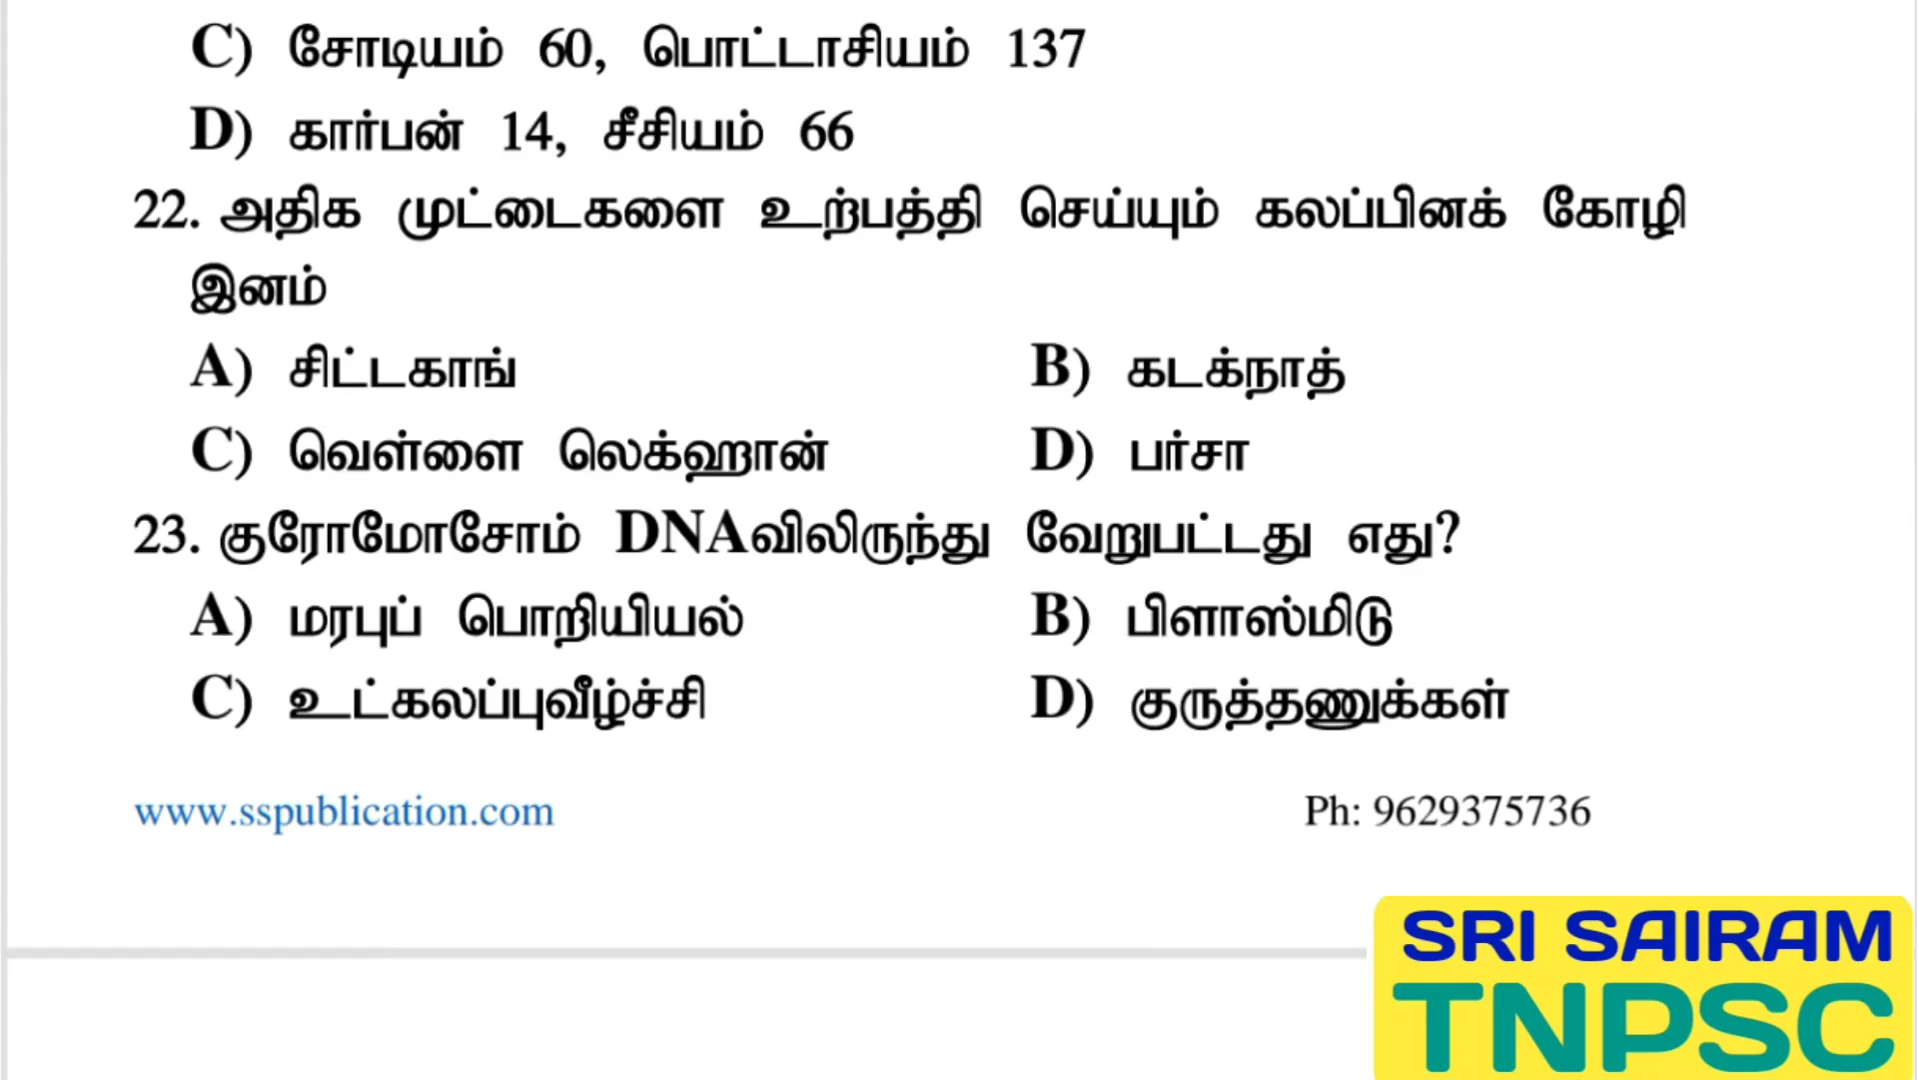 C) சோடியம் 60, பொட்டாசியம் 137
D) கார்பன் 14, சீசியம் 66
22. அதிக முட்டைகளை உற்பத்தி செய்யும் கலப்பினக் கோழி
இனம்
A) சிட்டகாங் B) கடக்நாத்
C) வெள்ளை லெக்ஹான் D) பர்சா
23. குரோமோசோம் DNAவிலிருந்து வேறுபட்டது எது?
A) மரபுப் பொறியியல் B) பிளாஸ்மிடு
C) உட்கலப்புவீழ்ச்சி D) குருத்தணுக்கள்
www.sspublication.com Ph: 9629375736
SRI SAIRAM
TNPSC